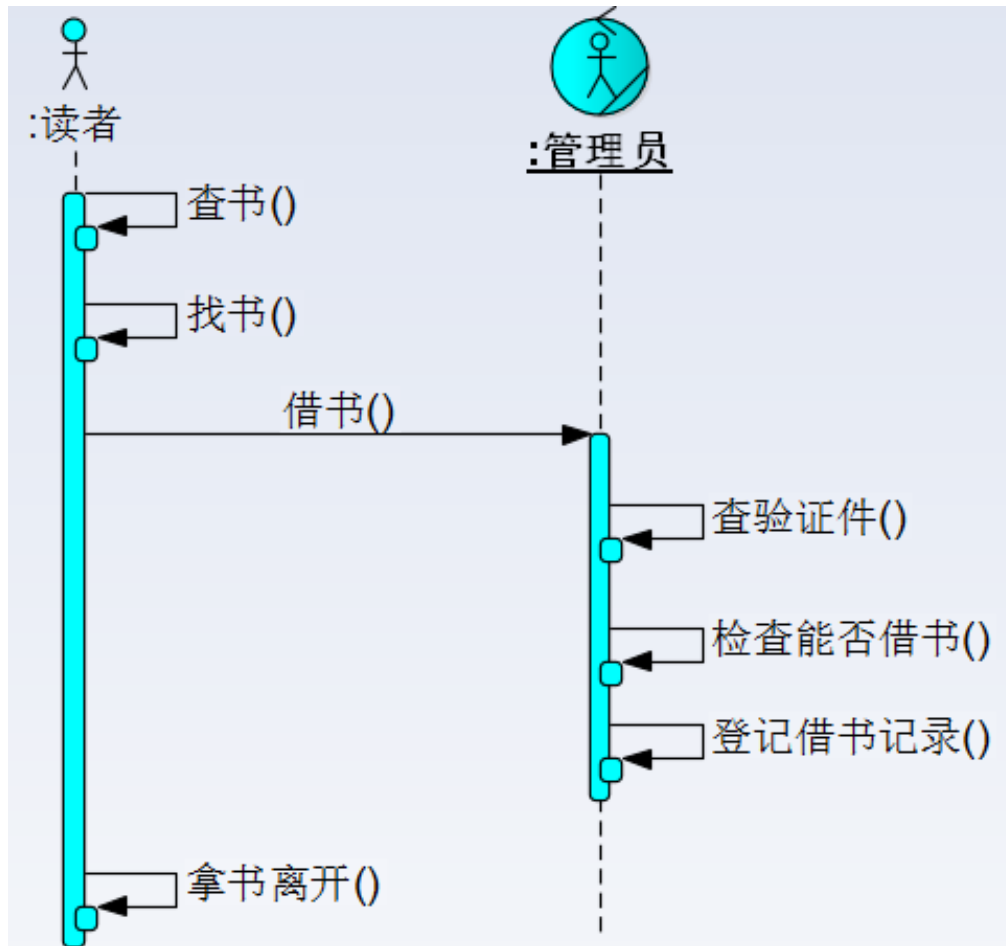 :读者
:管理员
查书()
找书()
借书()
查验证件()
检查能否借书()
登记借书记录()
拿书离开()